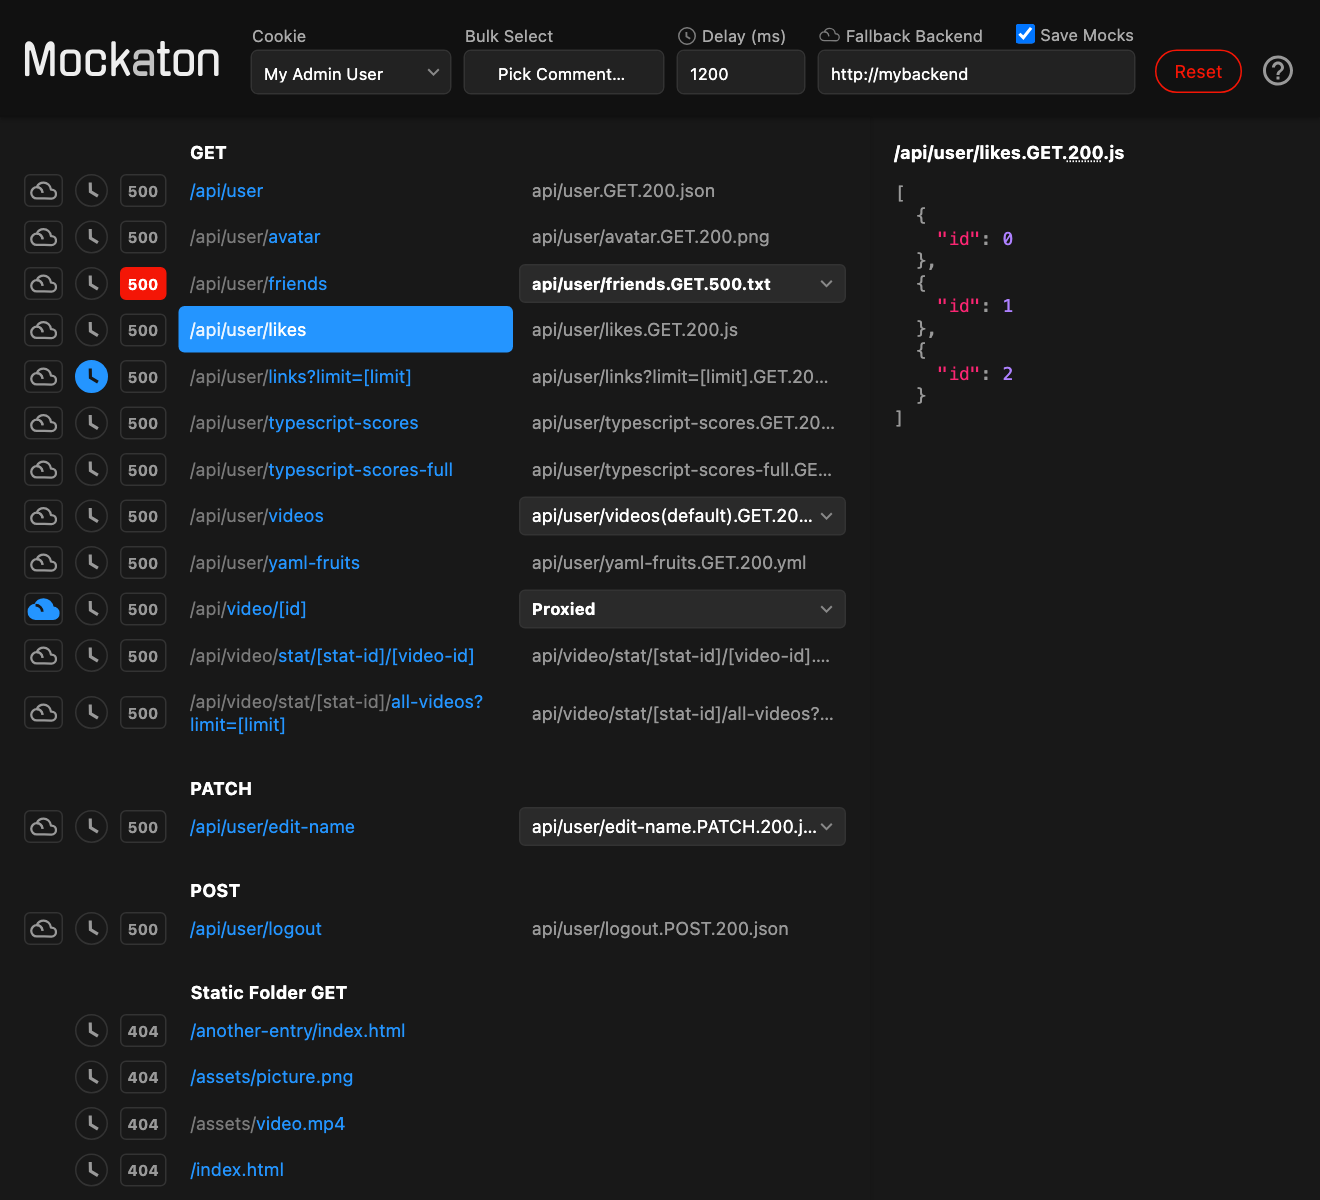 Mockaton
Cookie
My Admin User
Bulk Select
Pick Comment...
Delay (ms)
1200
Fallback Backend
Save Mocks
http://mybackend
Reset
?
GET
500 /api/user api/user.GET.200.json
500 /api/user/avatar api/user/avatar.GET.200.png
500 /api/user/friends api/user/friends.GET.500.txt
500 /api/user/likes api/user/likes.GET.200.js
500 /api/user/links?limit=[limit] api/user/links?limit=[limit].GET.20...
500 /api/user/typescript-scores api/user/typescript-scores.GET.20...
500 /api/user/typescript-scores-full api/user/typescript-scores-full.GE...
500 /api/user/videos api/user/videos(default).GET.20...
500 /api/user/yaml-fruits api/user/yaml-fruits.GET.200.yml
500 /api/video/[id] Proxied
500 /api/video/stat/[stat-id]/[video-id] api/video/stat/[stat-id]/[video-id]....
500 /api/video/stat/[stat-id]/all-videos? api/video/stat/[stat-id]/all-videos?...
limit=[limit]
PATCH
500 /api/user/edit-name api/user/edit-name.PATCH.200.j...
POST
500 /api/user/logout api/user/logout.POST.200.json
Static Folder GET
404 /another-entry/index.html
404 /assets/picture.png
404 /assets/video.mp4
404 /index.html
/api/user/likes.GET.200.js
[
  {
    "id": 0
  },
  {
    "id": 1
  },
  {
    "id": 2
  }
]